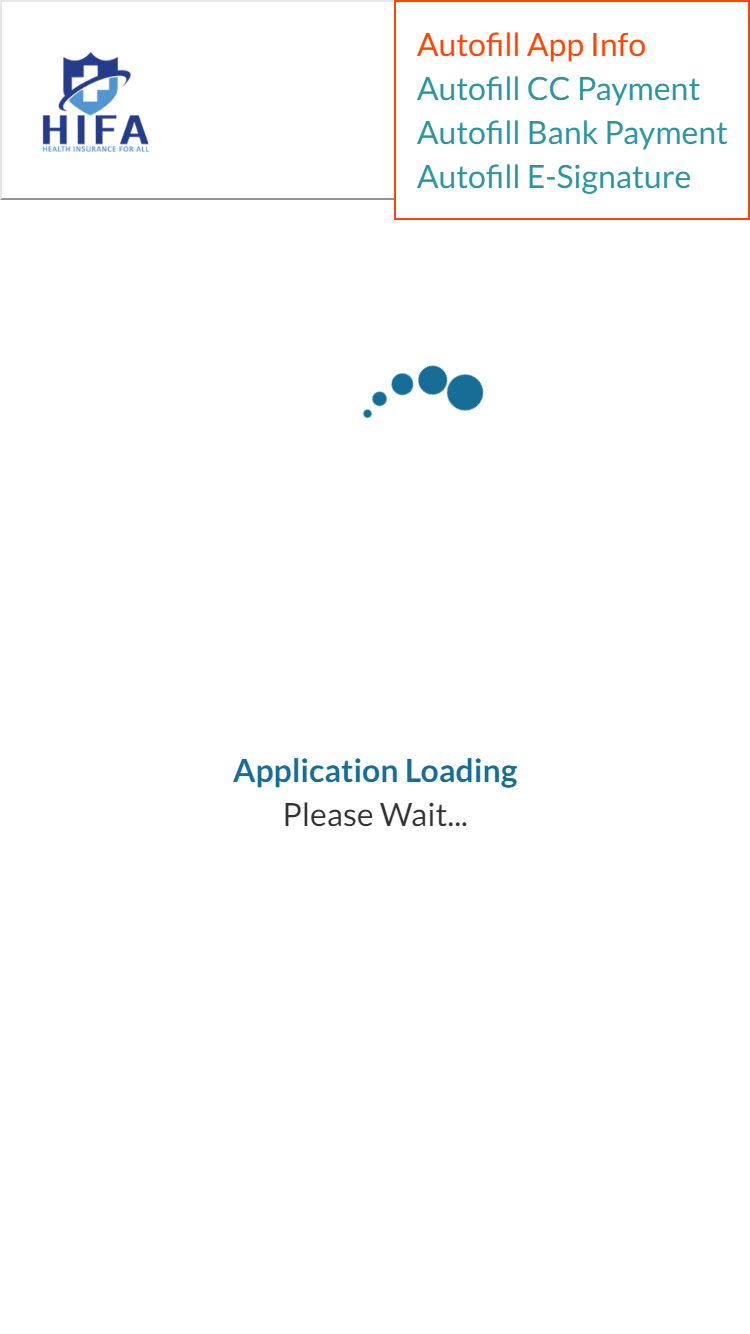 HIFA
HEALTH INSURANCE FOR ALL
Autofill App Info
Autofill CC Payment
Autofill Bank Payment
Autofill E-Signature
Application Loading
Please Wait...